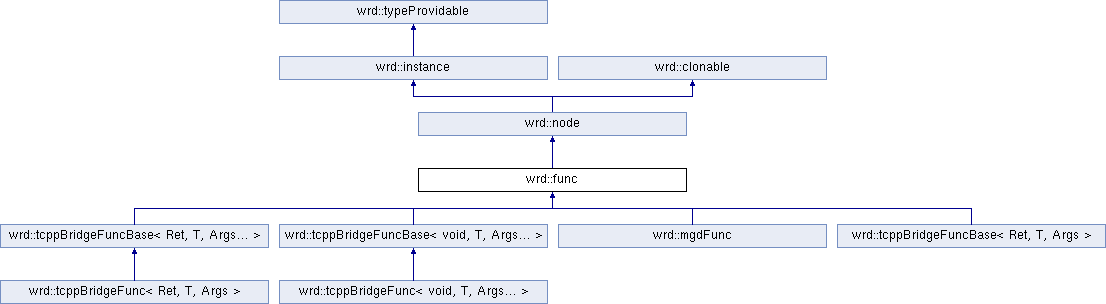 wrd::typeProvidable
wrd::instance
wrd::clonable
wrd::node
wrd::func
wrd::tcppBridgeFuncBase< Ret, T, Args... >
wrd::tcppBridgeFuncBase< void, T, Args... >
wrd::mgdFunc
wrd::tcppBridgeFuncBase< Ret, T, Args >
wrd::tcppBridgeFunc< Ret, T, Args >
wrd::tcppBridgeFunc< void, T, Args... >